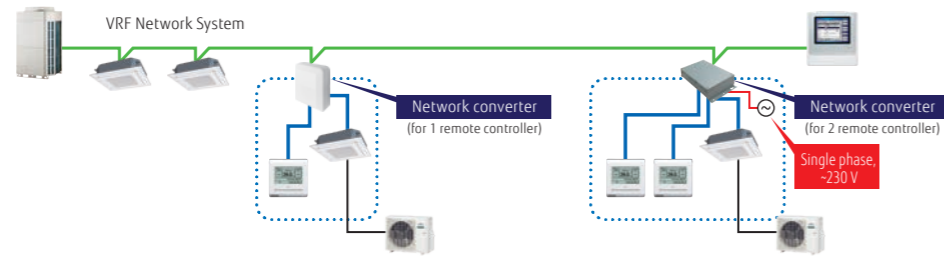 VRF Network System
Network converter
(for 1 remote controller)
Network converter
(for 2 remote controller)
Single phase,
~230 V